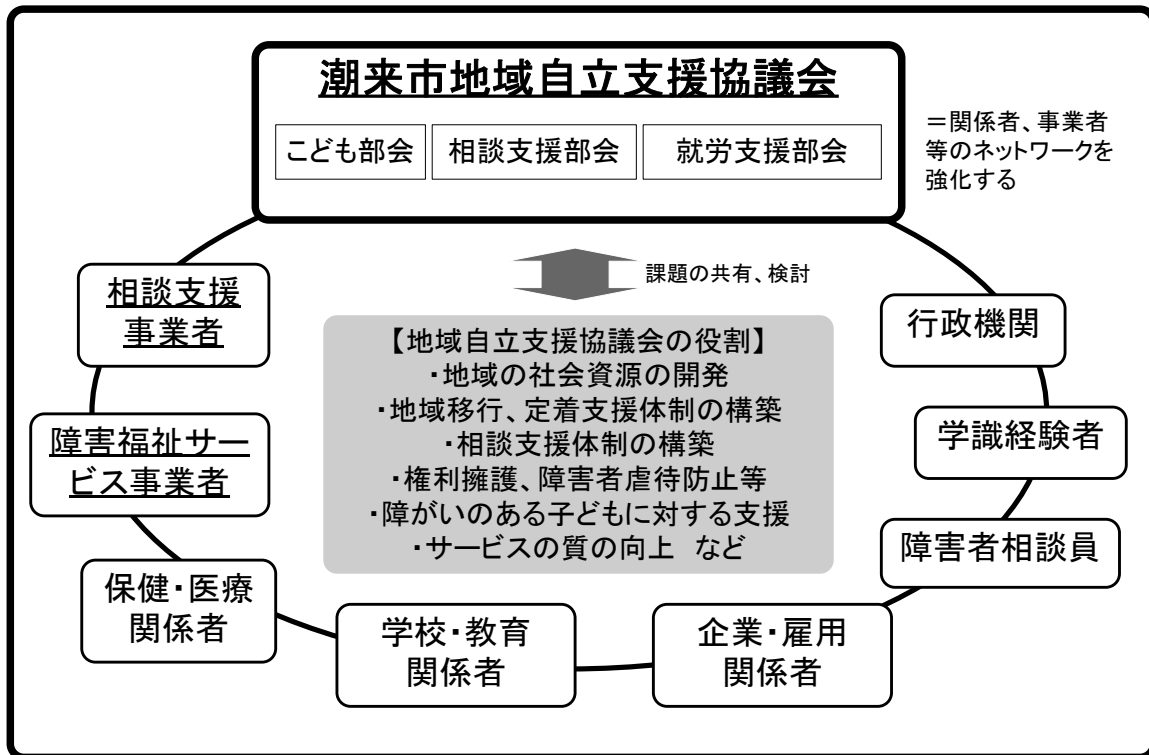 潮来市地域自立支援協議会
こども部会
相談支援部会
就労支援部会
＝関係者、事業者
等のネットワークを
強化する
課題の共有、検討
相談支援
事業者
行政機関
【地域自立支援協議会の役割】
・地域の社会資源の開発
・地域移行、定着支援体制の構築
・相談支援体制の構築
・権利擁護、障害者虐待防止等
・障がいのある子どもに対する支援
・サービスの質の向上　など
障害福祉サー
ビス事業者
学識経験者
障害者相談員
保健・医療
関係者
学校・教育
関係者
企業・雇用
関係者